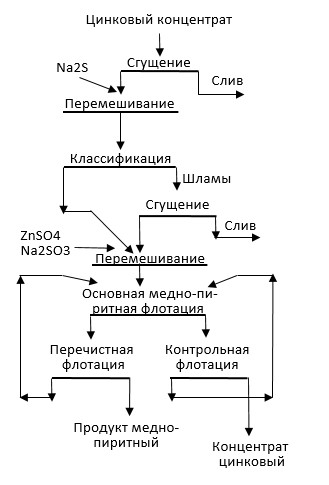 Цинковый концентрат
Сгущение
Na2S
Слив
Перемешивание
Классификация
Шламы
Сгущение
Слив
ZnSO4
Na2SO3
Перемешивание
Основная медно-пи-
ритная флотация
Перечистная
флотация
Контрольная
флотация
Продукт медно-
пиритный
Концентрат
цинковый